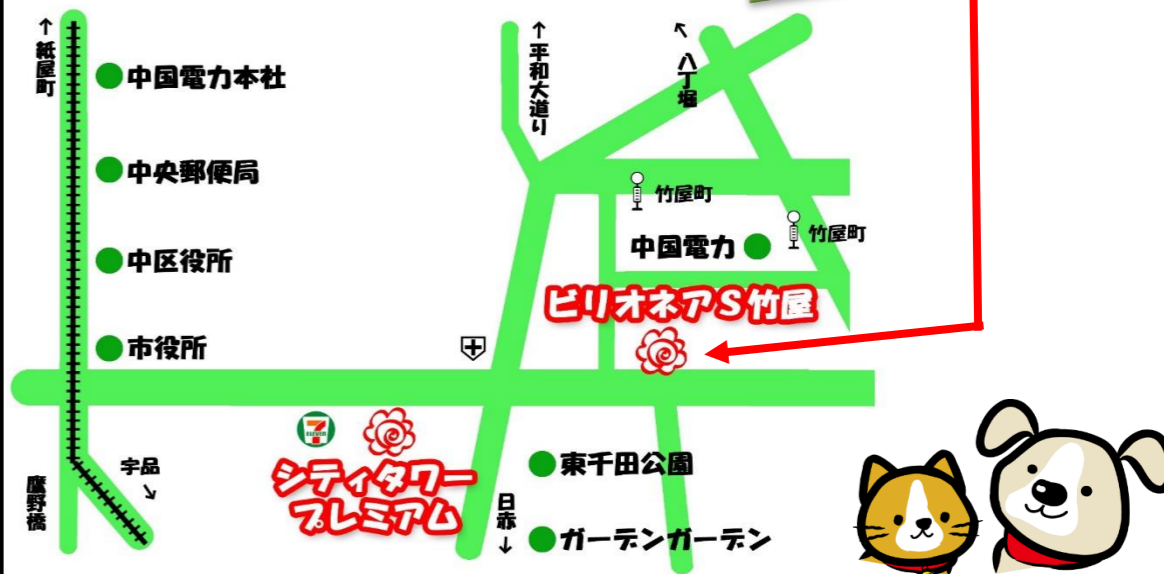 ↑紙屋町
中国電力本社
中央郵便局
中区役所
市役所
↑平和大道り
↑八丁堀
竹屋町
竹屋町
中国電力
ビリオネアS竹屋
7
ELEVEN
シティタワー
プレミアム
東千田公園
ガーデンガーデン
日赤↓
宇品
↓
鷹野橋